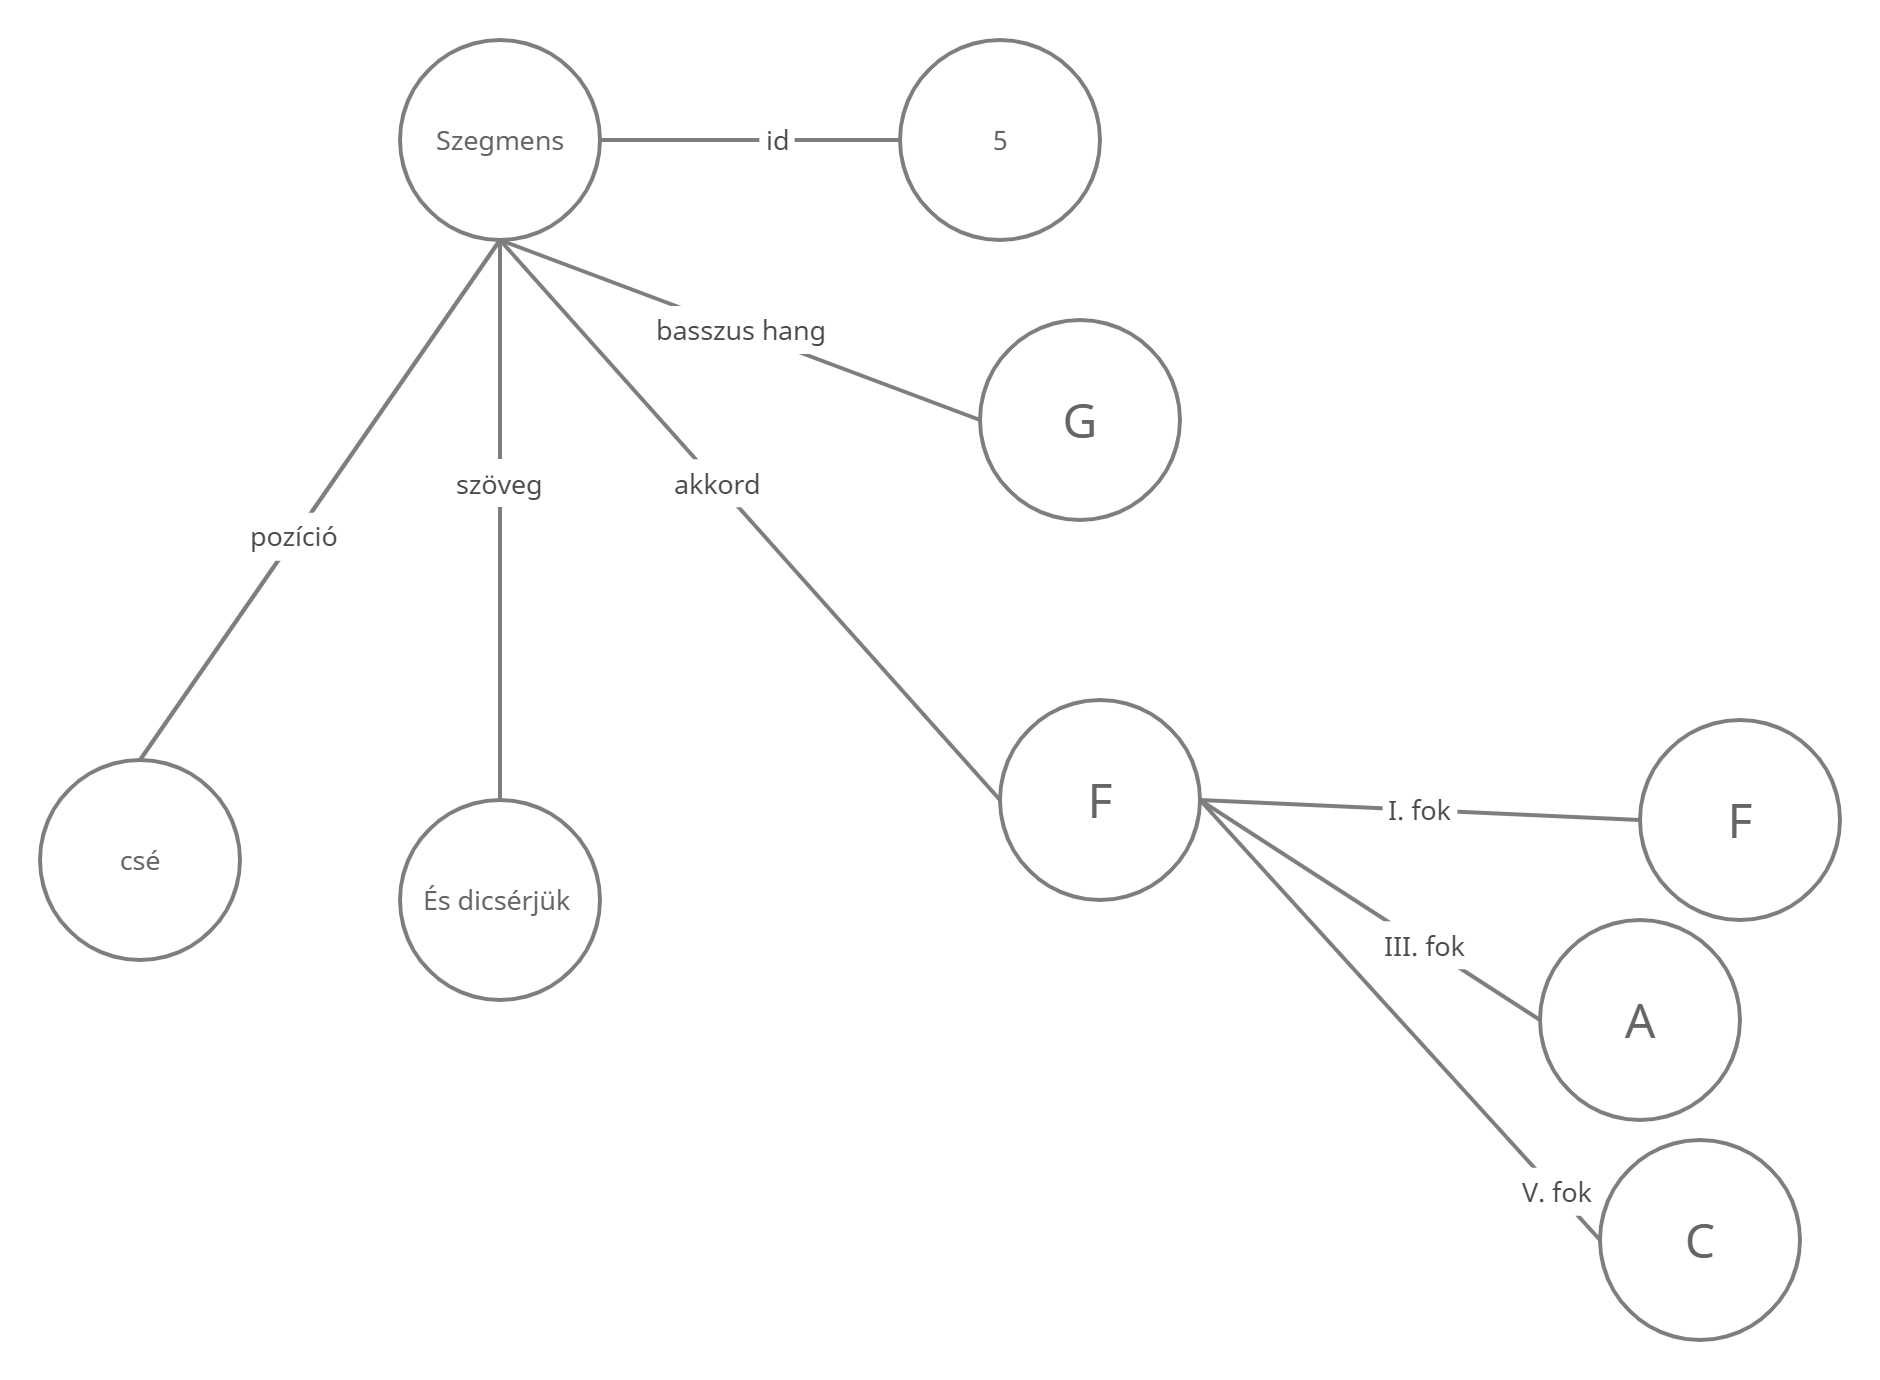 Szegmens
id
5
basszus hang
G
szöveg
akkord
pozíció
F
I. fok
F
csé
És dicsérjük
III. fok
A
V. fok
C